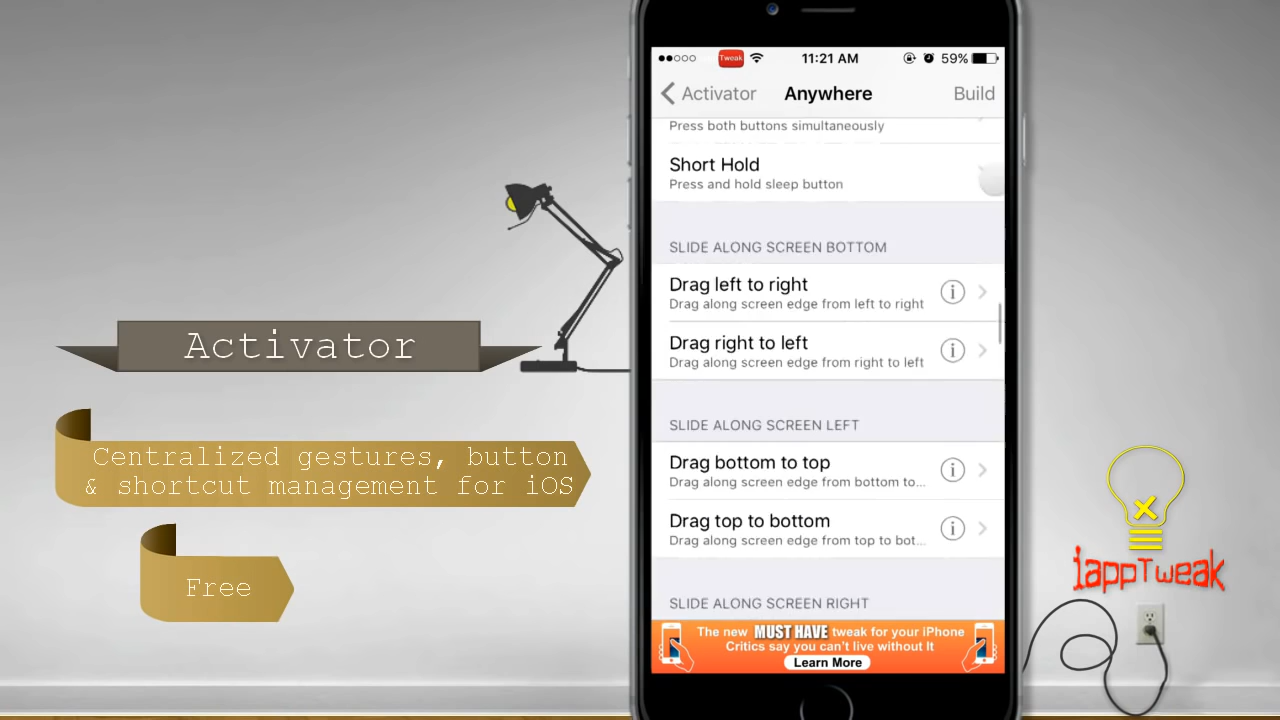 Tweak
11:21 AM
59%
Activator
Anywhere
Build
Press both buttons simultaneously
Short Hold
Press and hold sleep button
SLIDE ALONG SCREEN BOTTOM
Drag left to right
Drag along screen edge from left to right
Drag right to left
Drag along screen edge from right to left
SLIDE ALONG SCREEN LEFT
Drag bottom to top
Drag along screen edge from bottom to...
Drag top to bottom
Drag along screen edge from top to bot...
SLIDE ALONG SCREEN RIGHT
The new MUST HAVE tweak for your iPhone
Critics say you can't live without It
Learn More
Activator
Centralized gestures, button
& shortcut management for iOS
Free
iappTweak